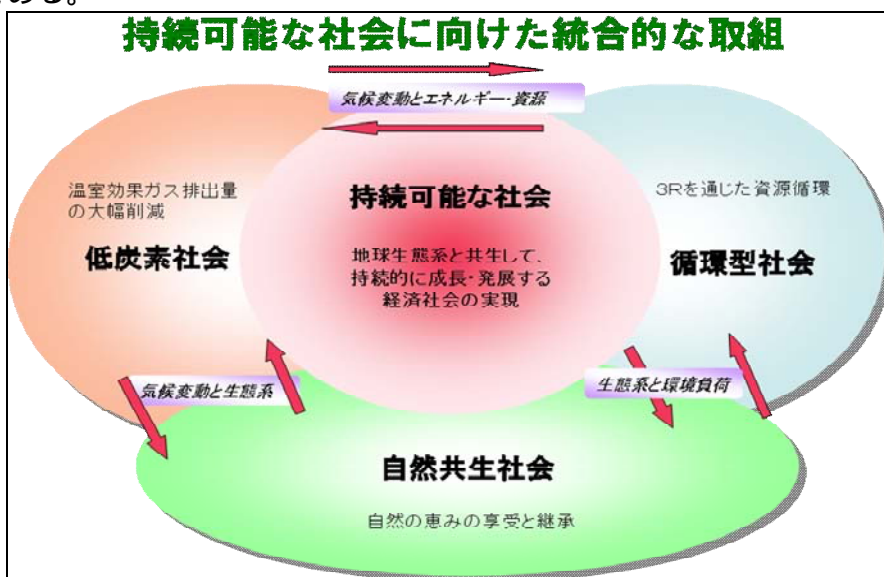 ある。
持続可能な社会に向けた統合的な取組
気候変動とエネルギー・資源
温室効果ガス排出量
の大幅削減
低炭素社会
持続可能な社会
地球生態系と共生して、
持続的に成長・発展する
経済社会の実現
3Rを通じた資源循環
循環型社会
気候変動と生態系
生態系と環境負荷
自然共生社会
自然の恵みの享受と継承